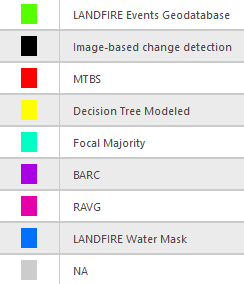 LANDFIRE Events Geodatabase
Image-based change detection
MTBS
Decision Tree Modeled
Focal Majority
BARC
RAVG
LANDFIRE Water Mask
NA